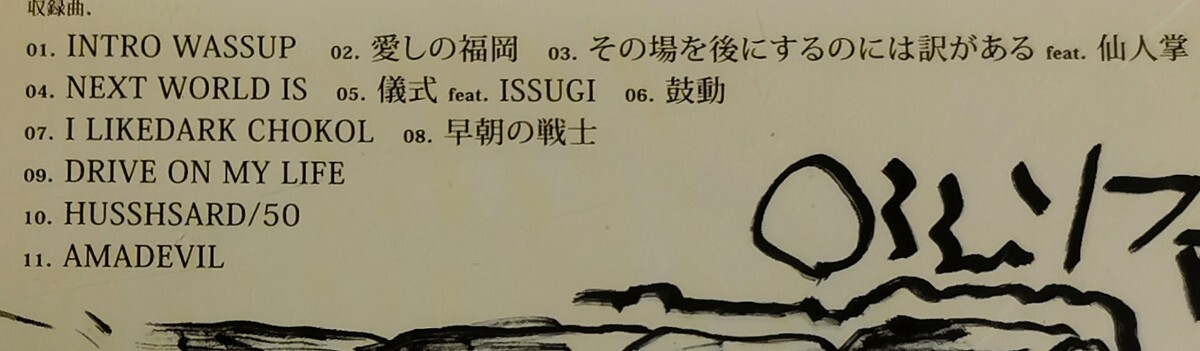 収録曲、
01. INTRO WASSUP 02. 愛しの福岡 03. その場を後にするのには訳がある feat. 仙人掌
04. NEXT WORLD IS 05. 儀式 feat. ISSUGI 06. 鼓動
07. I LIKEDARK CHOKOL 08. 早朝の戦士
09. DRIVE ON MY LIFE
10. HUSSHSARD/50
11. AMADEVIL